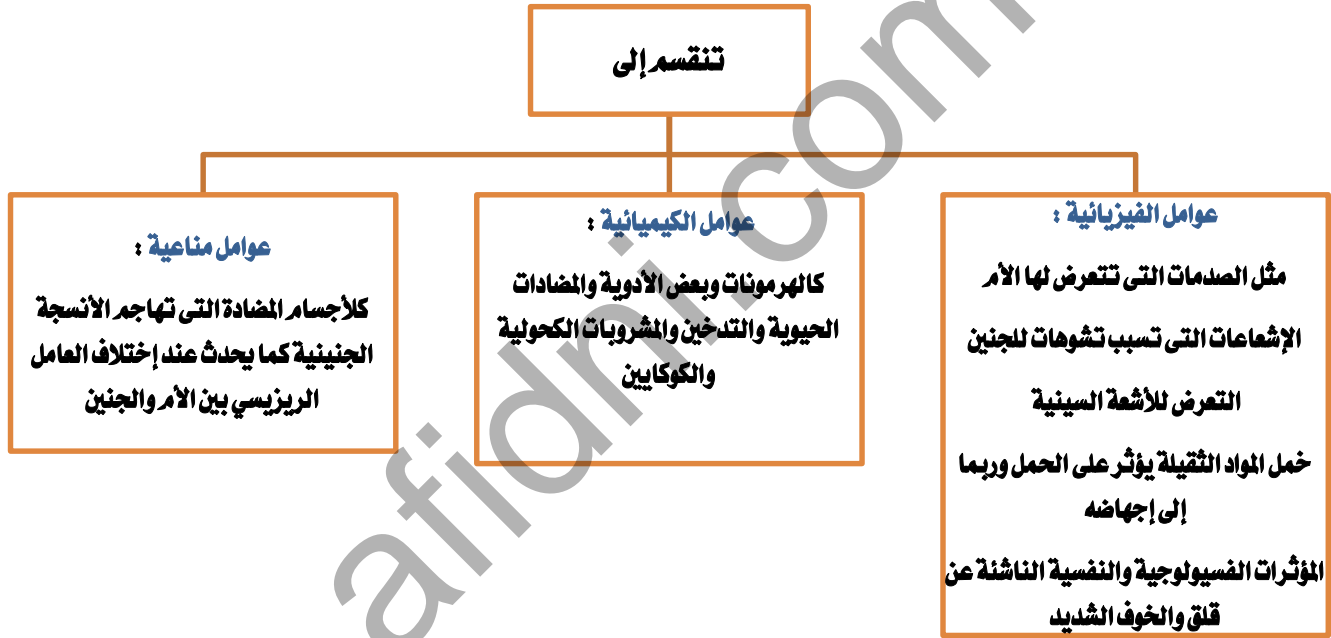 تنقسم إلى
عوامل الفيزيائية :
مثل الصدمات التى تتعرض لها الأم
الإشعاعات التى تسبب تشوهات للجنين
التعرض للأشعة السينية
خمل المواد الثقيلة يؤثر على الحمل وربما
إلى إجهاضه
المؤثرات الفسيولوجية والنفسية الناشئة عن
قلق والخوف الشديد
عوامل الكيميائية :
كالهرمونات وبعض الأدوية والمضادات
الحيوية والتدخين والمشروبات الكحولية
والكوكايين
عوامل مناعية :
كلأجسام المضادة التى تهاجم الأنسجة
الجنينية كما يحدث عند إختلاف العامل
الريزيسي بين الأم والجنين
afidni.com